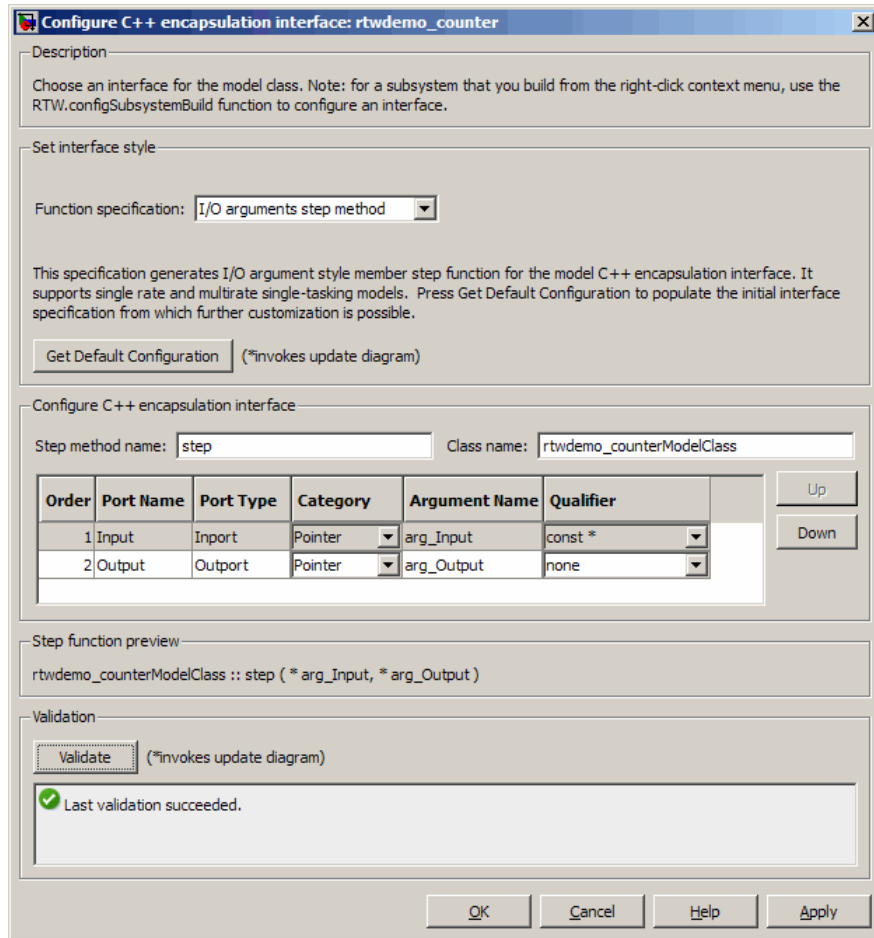 Configure C++ encapsulation interface: rtwdemo_counter
Description
Choose an interface for the model class. Note: for a subsystem that you build from the right-click context menu, use the
RTW.configSubsystemBuild function to configure an interface.
Set interface style
Function specification: I/O arguments step method
This specification generates I/O argument style member step function for the model C++ encapsulation interface. It
supports single rate and multirate single-tasking models. Press Get Default Configuration to populate the initial interface
specification from which further customization is possible.
Get Default Configuration (*invokes update diagram)
Configure C++ encapsulation interface
Step method name: step Class name: rtwdemo_counterModelClass
Order Port Name Port Type Category Argument Name Qualifier Up
1 Input Inport Pointer arg_Input const * Down
2 Output Outport Pointer arg_Output none
Step function preview
rtwdemo_counterModelClass :: step ( * arg_Input, * arg_Output )
Validation
Validate (*invokes update diagram)
Last validation succeeded.
OK Cancel Help Apply